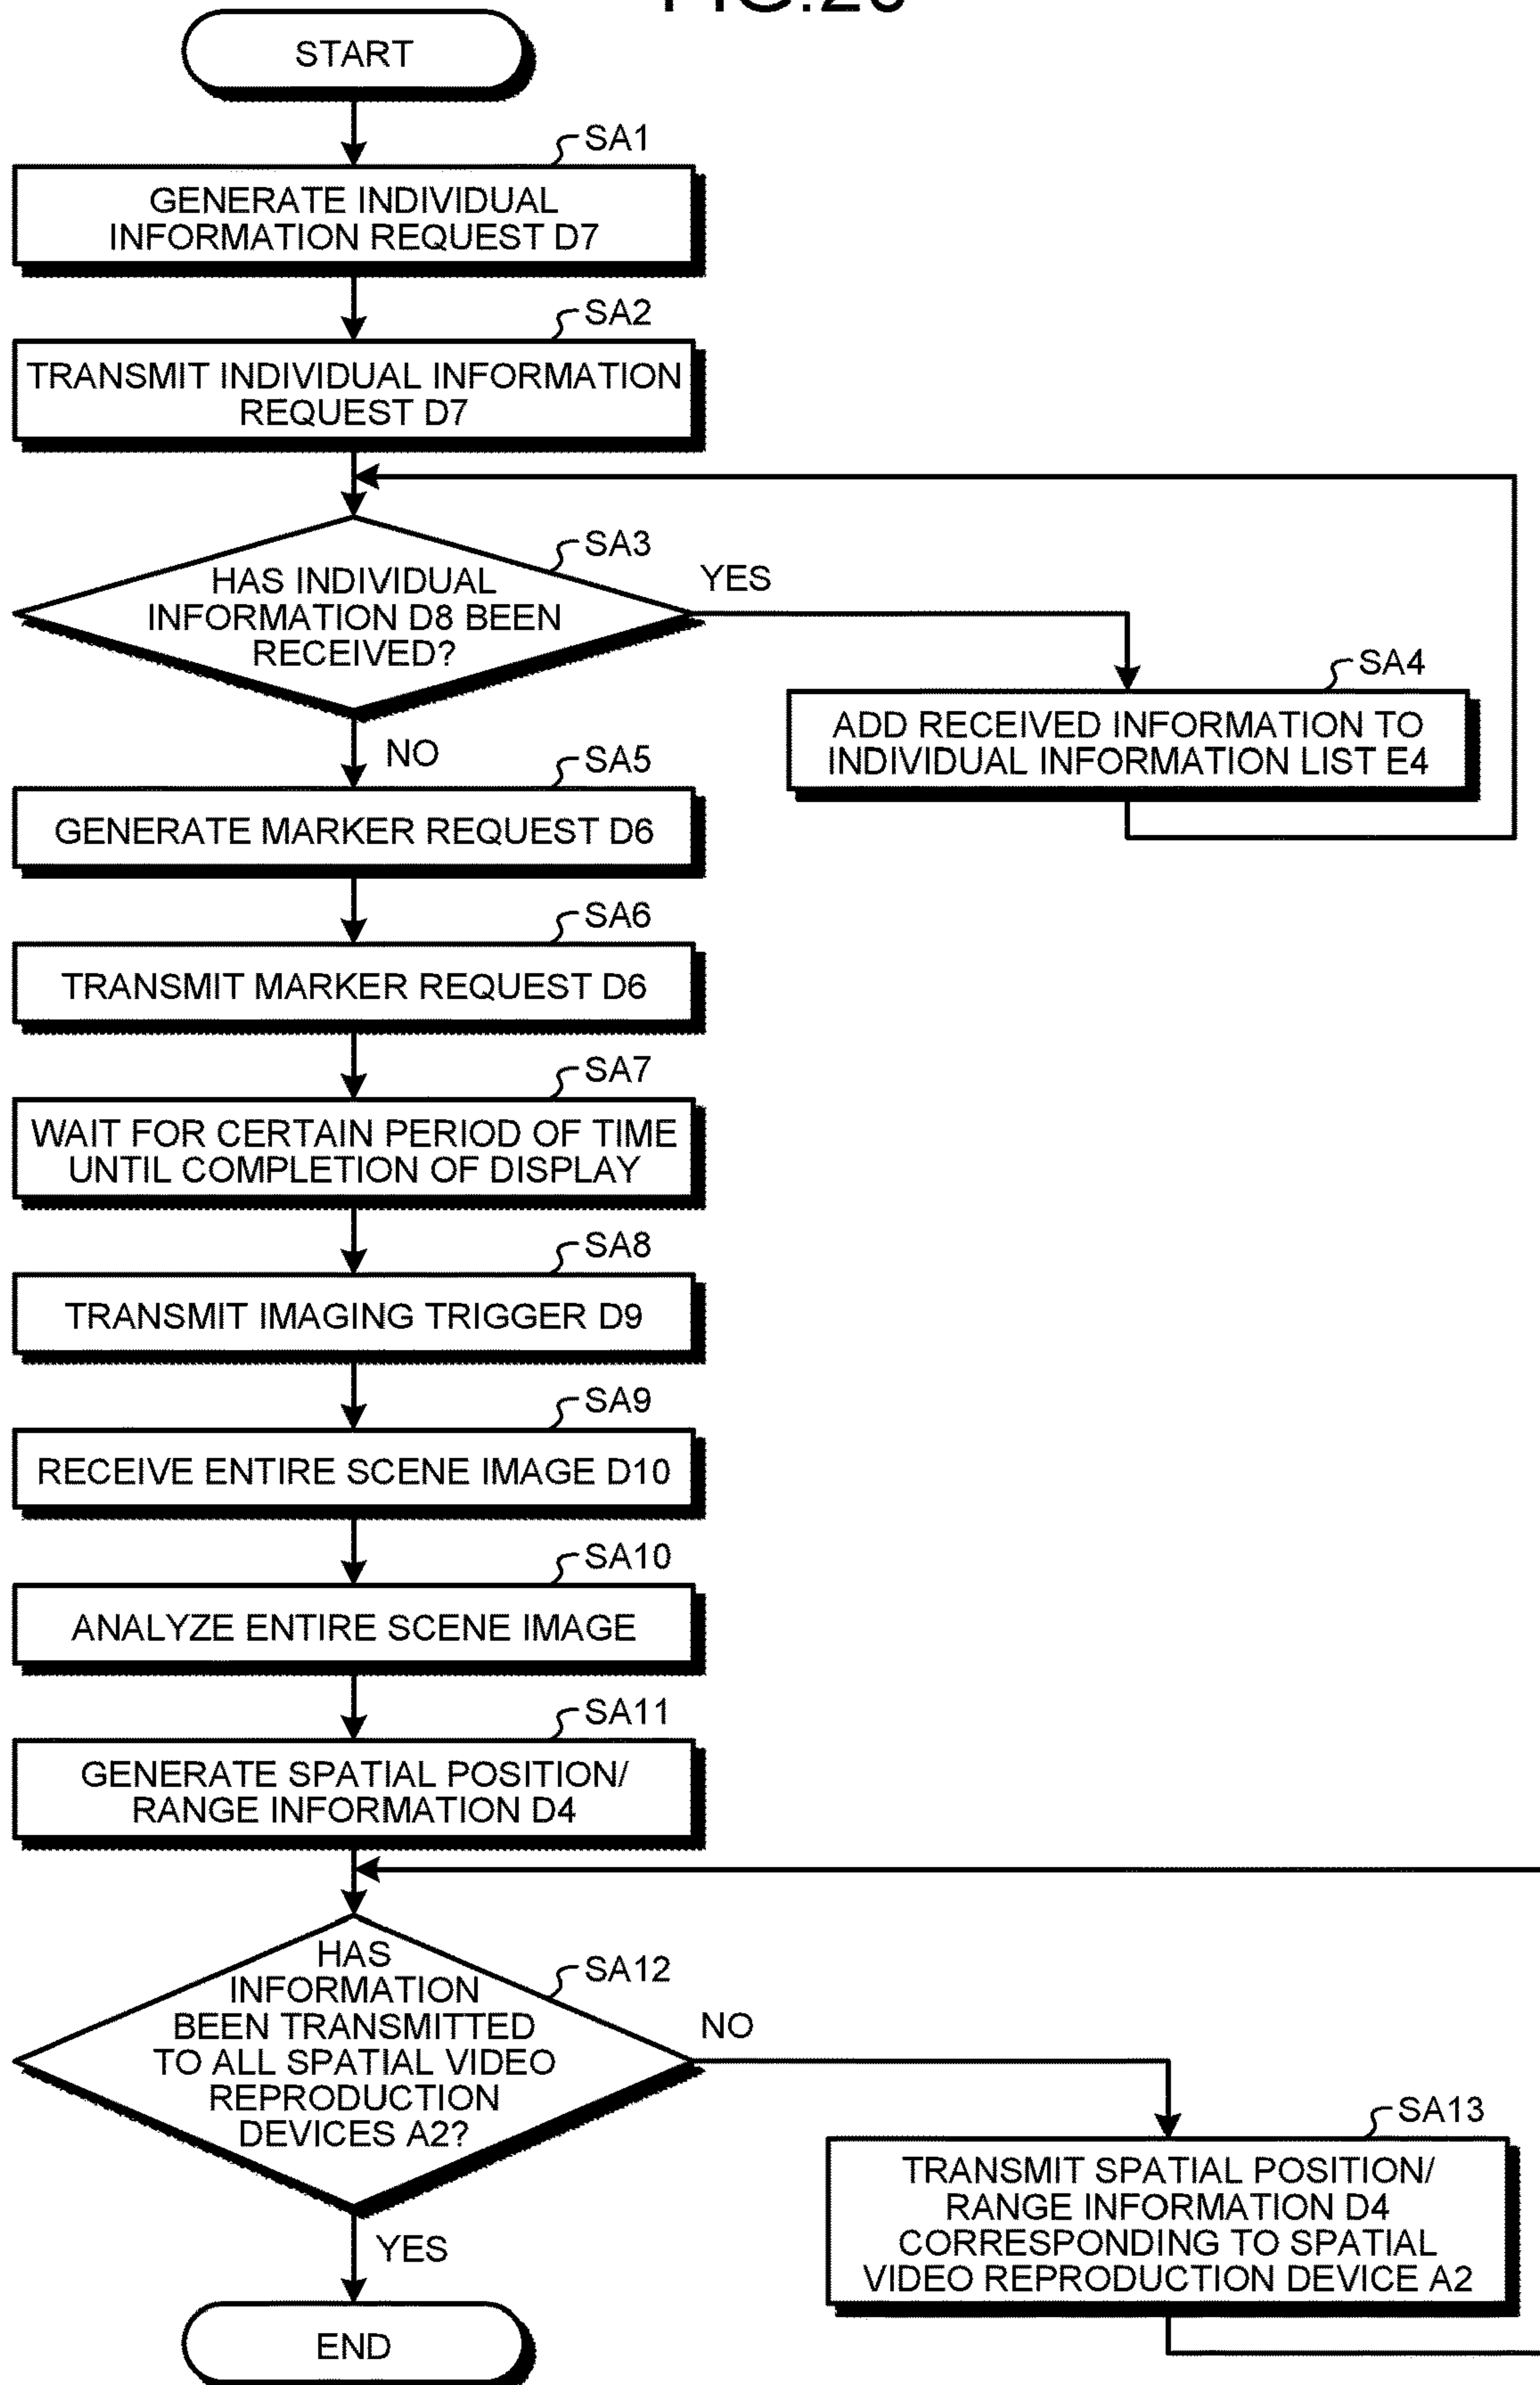 START
SA1
GENERATE INDIVIDUAL
INFORMATION REQUEST D7
SA2
TRANSMIT INDIVIDUAL INFORMATION
REQUEST D7
SA3
HAS INDIVIDUAL
INFORMATION D8 BEEN
RECEIVED?
YES
SA4
ADD RECEIVED INFORMATION TO
INDIVIDUAL INFORMATION LIST E4
NO
SA5
GENERATE MARKER REQUEST D6
SA6
TRANSMIT MARKER REQUEST D6
SA7
WAIT FOR CERTAIN PERIOD OF TIME
UNTIL COMPLETION OF DISPLAY
SA8
TRANSMIT IMAGING TRIGGER D9
SA9
RECEIVE ENTIRE SCENE IMAGE D10
SA10
ANALYZE ENTIRE SCENE IMAGE
SA11
GENERATE SPATIAL POSITION/
RANGE INFORMATION D4
SA12
HAS
INFORMATION
BEEN TRANSMITTED
TO ALL SPATIAL VIDEO
REPRODUCTION
DEVICES A2?
NO
SA13
TRANSMIT SPATIAL POSITION/
RANGE INFORMATION D4
CORRESPONDING TO SPATIAL
VIDEO REPRODUCTION DEVICE A2
YES
END